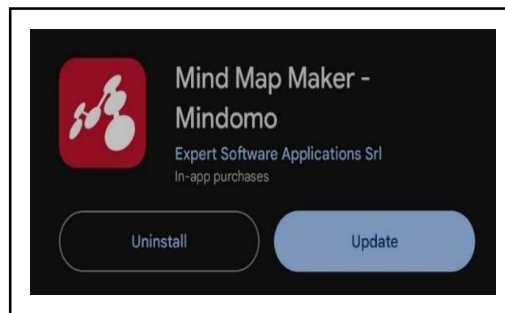 Mind Map Maker -
Mindomo
Expert Software Applications Srl
In-app purchases
Uninstall
Update